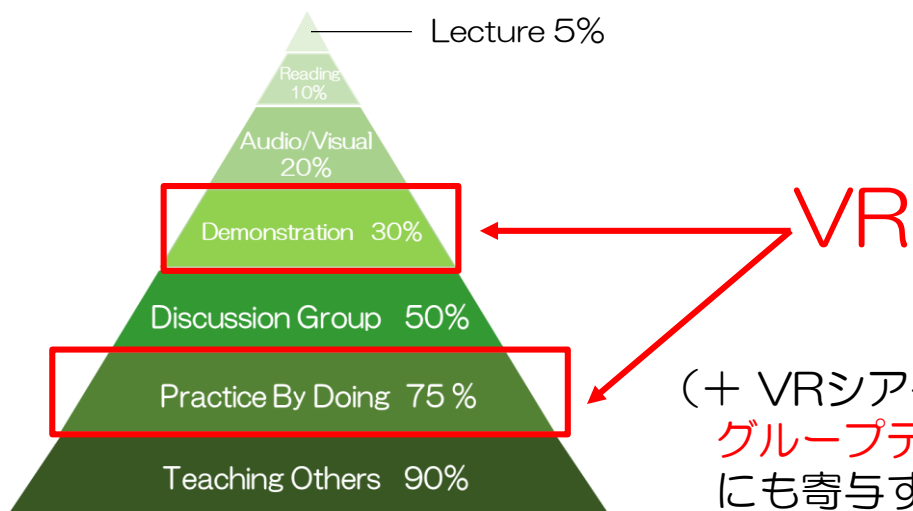 Lecture 5%
Reading
10%
Audio/Visual
20%
Demonstration 30%
VR
Discussion Group 50%
Practice By Doing 75 %
Teaching Others 90%
（+ VRシア
グループ
にも寄与